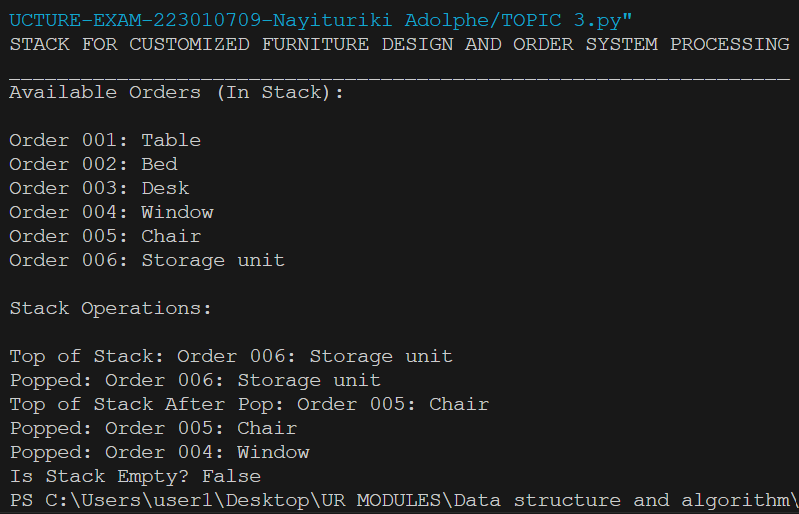 UCTURE-EXAM-223010709-Nayituriki Adolphe/TOPIC 3.py"
STACK FOR CUSTOMIZED FURNITURE DESIGN AND ORDER SYSTEM PROCESSING
_________________________________________________________________
Available Orders (In Stack):
Order 001: Table
Order 002: Bed
Order 003: Desk
Order 004: Window
Order 005: Chair
Order 006: Storage unit
Stack Operations:
Top of Stack: Order 006: Storage unit
Popped: Order 006: Storage unit
Top of Stack After Pop: Order 005: Chair
Popped: Order 005: Chair
Popped: Order 004: Window
Is Stack Empty? False
PS C:\Users\user1\Desktop\UR MODULES\Data structure and algorithm\